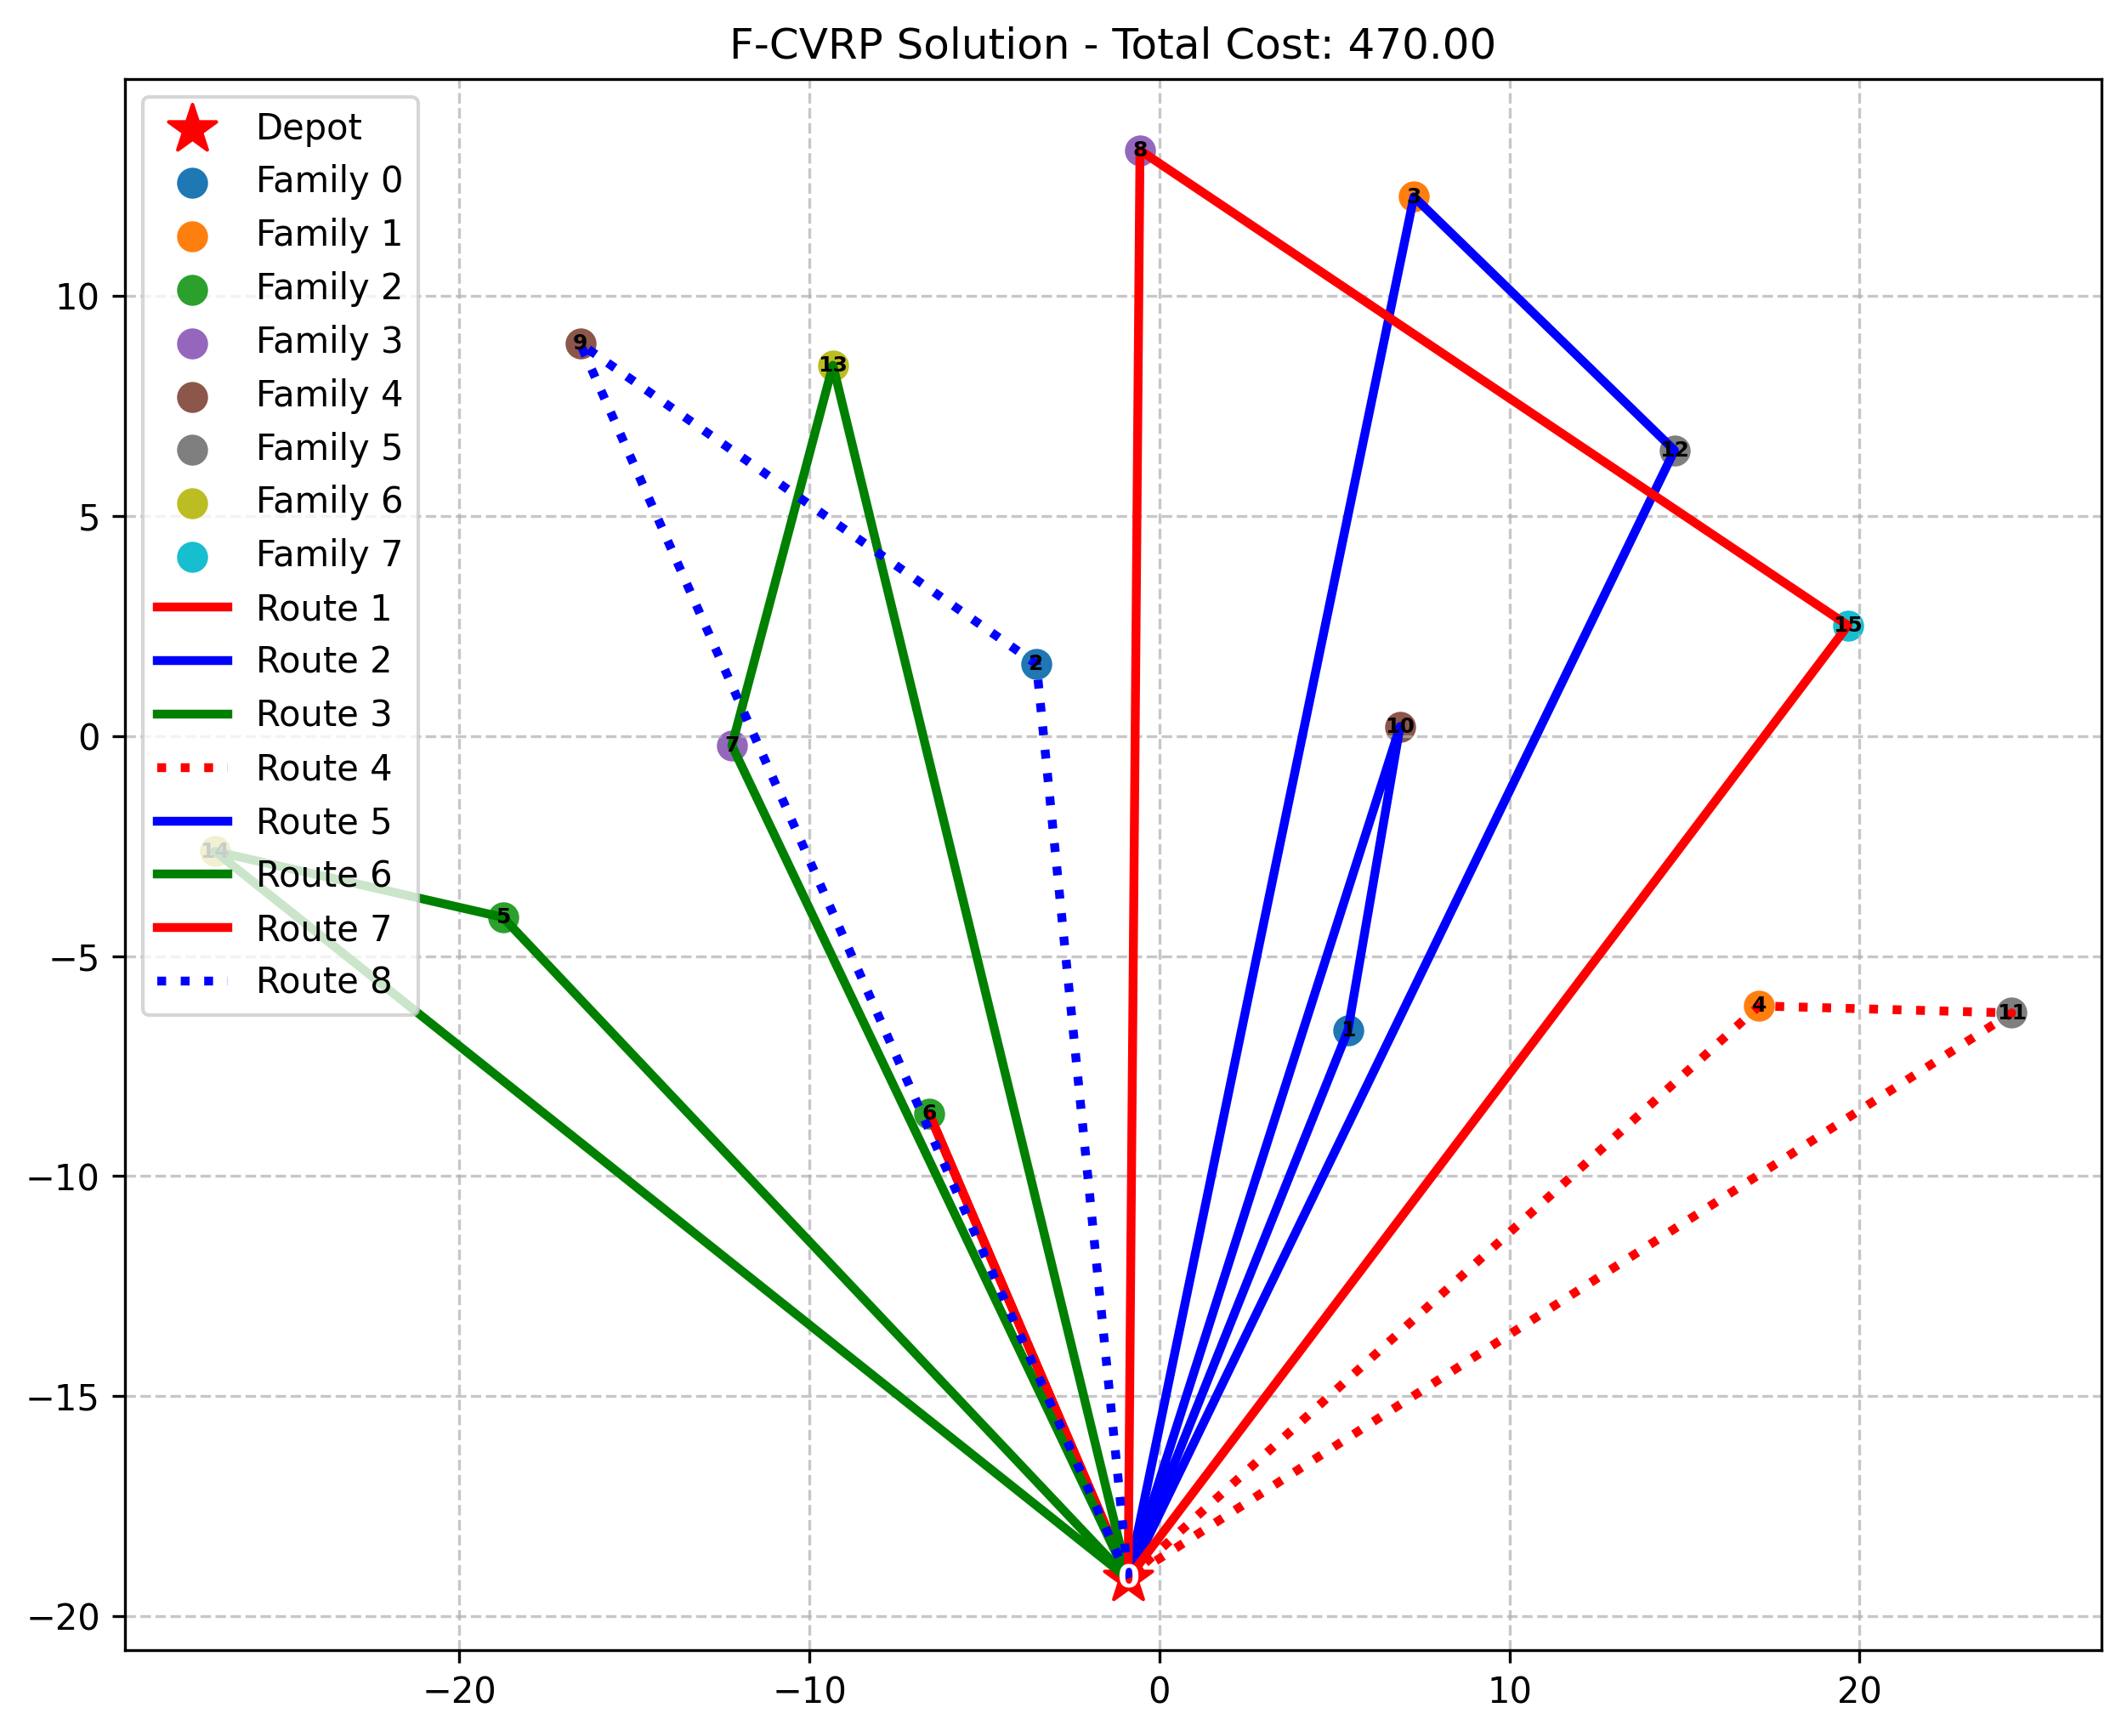 F-CVRP Solution - Total Cost: 470.00
Depot
Family 0
Family 1
Family 2
Family 3
Family 4
Family 5
Family 6
Family 7
Route 1
Route 2
Route 3
Route 4
Route 5
Route 6
Route 7
Route 8
10
5
0
−5
−10
−15
−20
−20
−10
0
10
20
8
3
9
13
12
15
2
10
7
14
5
4
11
1
6
0